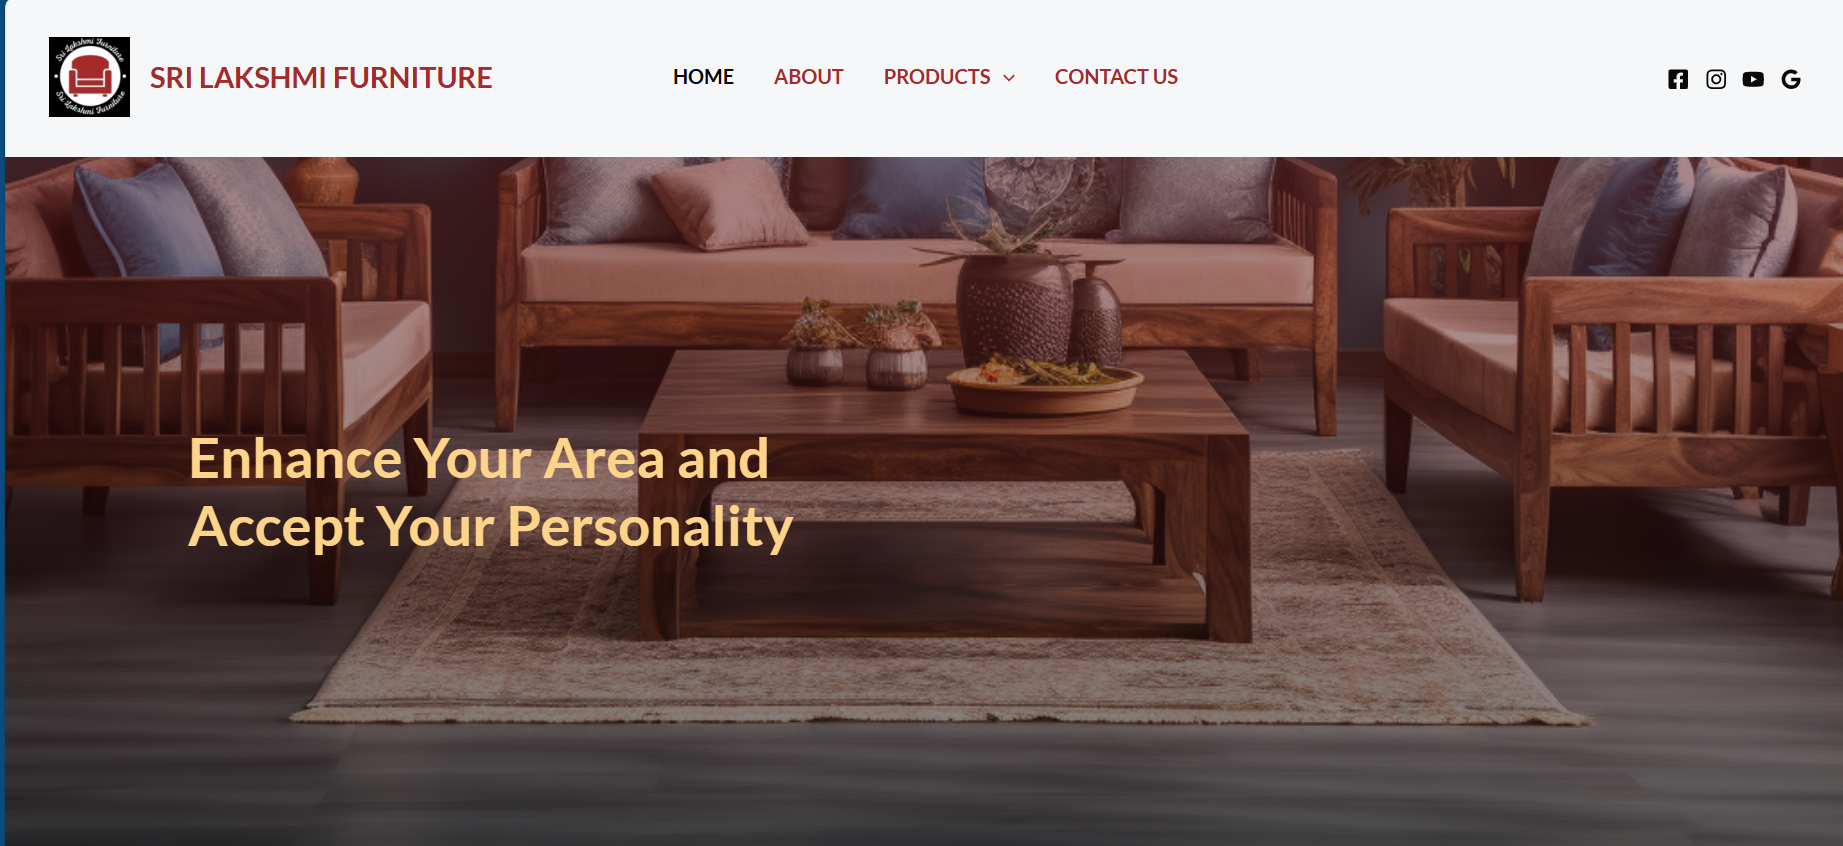 Sri Lakshmi Furniture
Sri Lakshmi Furniture
SRI LAKSHMI FURNITURE
HOME
ABOUT
PRODUCTS
CONTACT US
Enhance Your Area and
Accept Your Personality